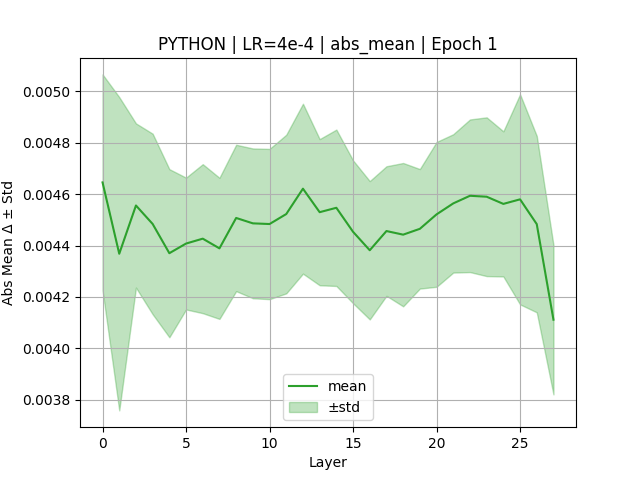 PYTHON | LR=4e-4 | abs_mean | Epoch 1
Abs Mean Δ ± Std
0.0050
0.0048
0.0046
0.0044
0.0042
0.0040
0.0038
mean
±std
0 5 10 15 20 25
Layer